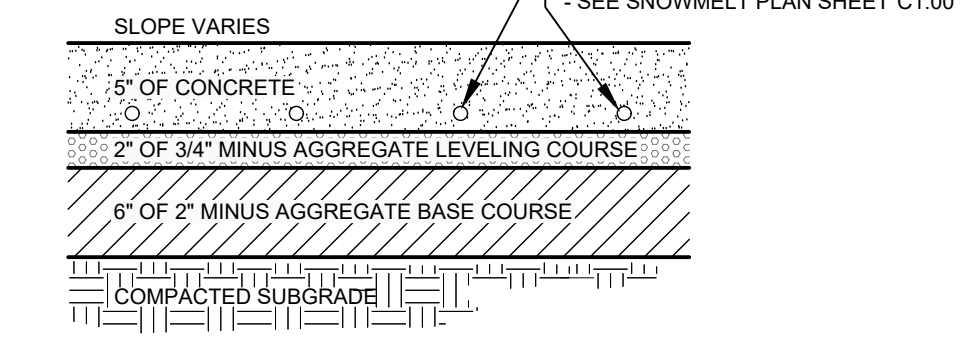 - SEE SNOWMELT PLAN SHEET C1.00
SLOPE VARIES
5" OF CONCRETE
2" OF 3/4" MINUS AGGREGATE LEVELING COURSE
6" OF 2" MINUS AGGREGATE BASE COURSE
COMPACTED SUBGRADE